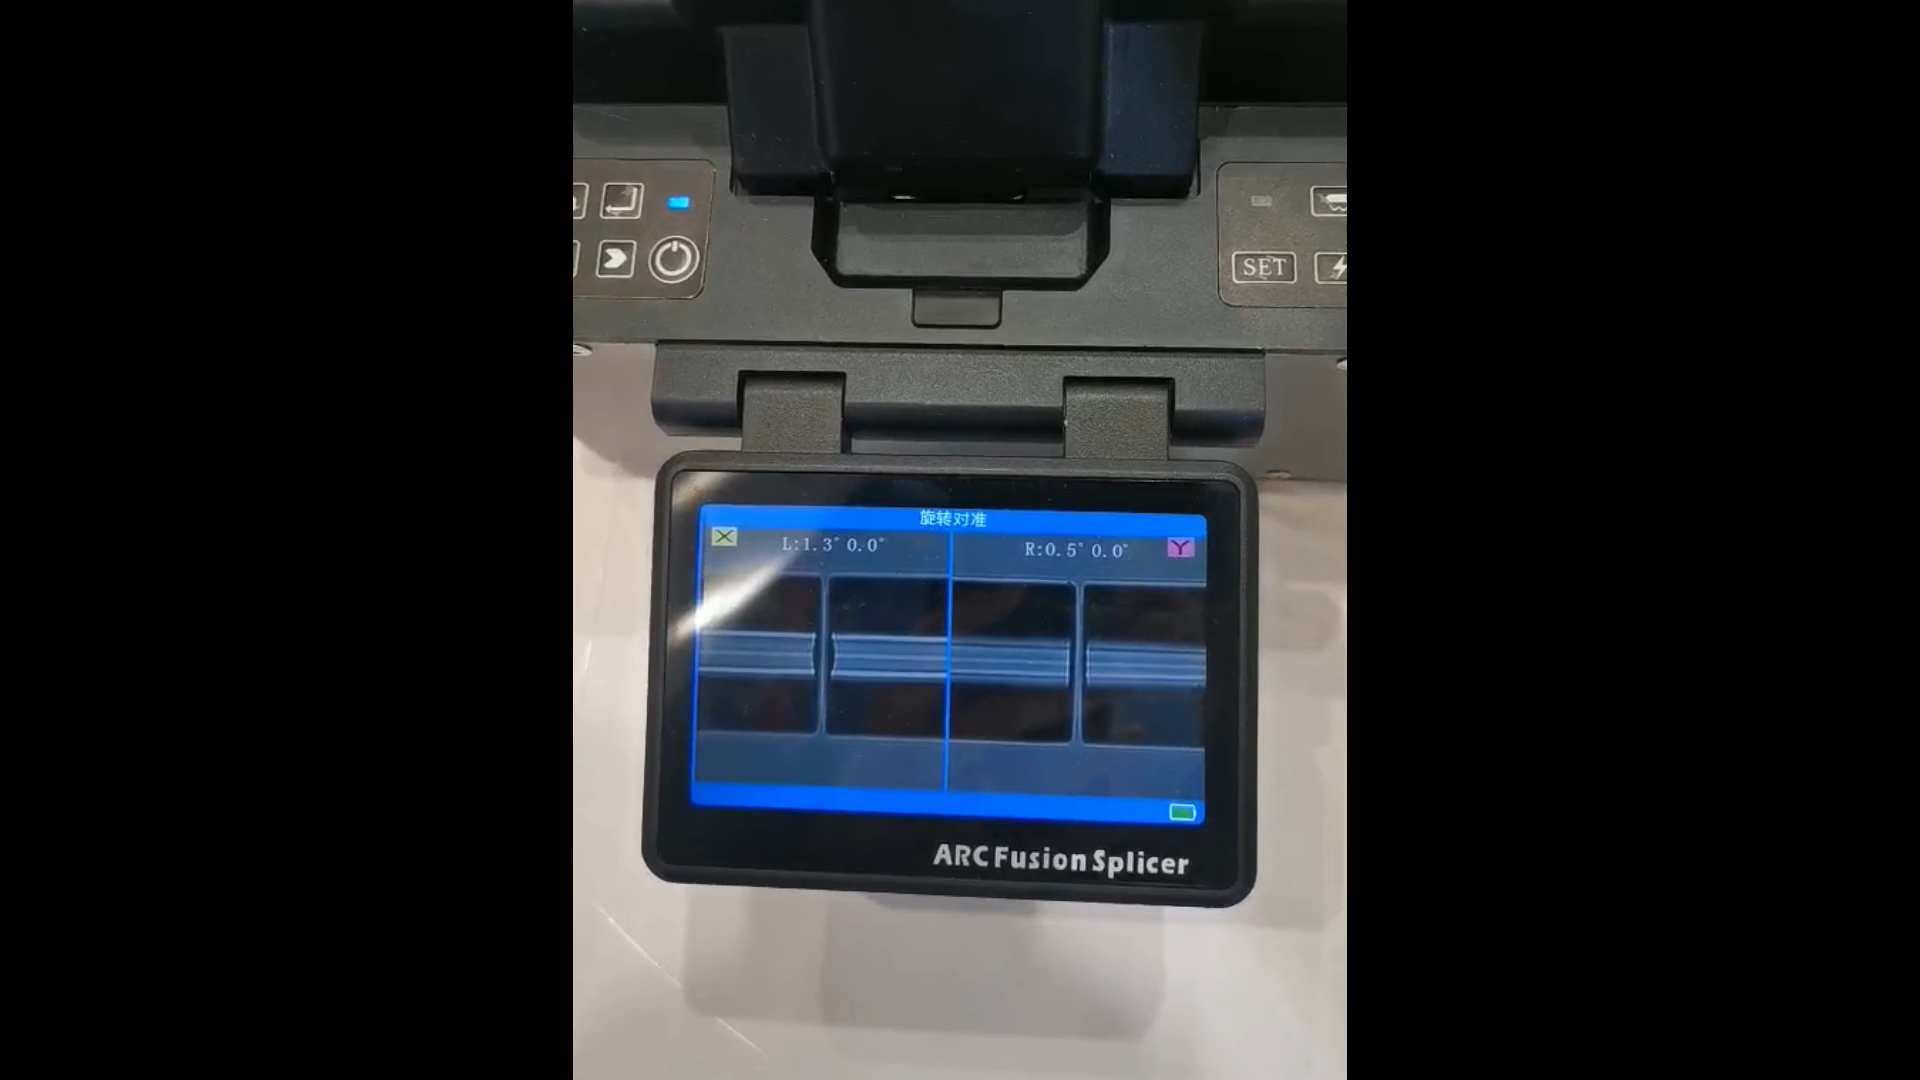 SET
旋转对准
X
L:1.3° 0.0°
R:0.5° 0.0°
Y
ARC Fusion Splicer